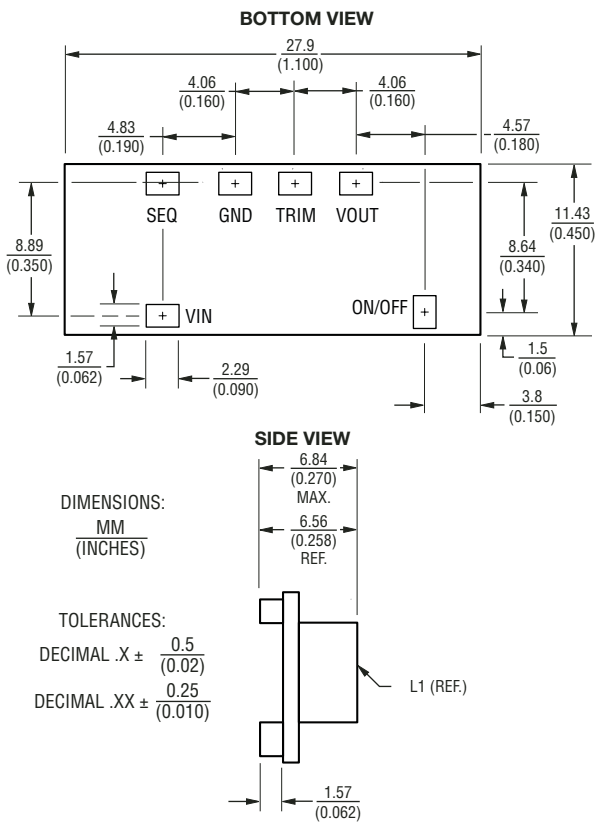 BOTTOM VIEW
27.9
(1.100)
4.06
(0.160)
4.06
(0.160)
4.83
(0.190)
4.57
(0.180)
SEQ GND TRIM VOUT
8.89
(0.350)
8.64
(0.340)
11.43
(0.450)
VIN
ON/OFF
1.57
(0.062)
2.29
(0.090)
1.5
(0.06)
3.8
(0.150)
SIDE VIEW
6.84
(0.270)
MAX.
6.56
(0.258)
REF.
DIMENSIONS:
MM
(INCHES)
TOLERANCES:
DECIMAL .X ± 0.5
(0.02)
DECIMAL .XX ± 0.25
(0.010)
L1 (REF.)
1.57
(0.062)